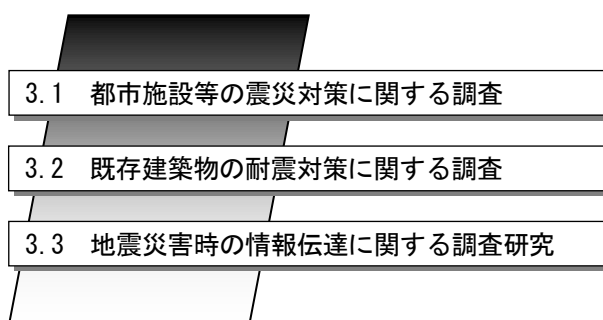 3.1 都市施設等の震災対策に関する調査
3.2 既存建築物の耐震対策に関する調査
3.3 地震災害時の情報伝達に関する調査研究